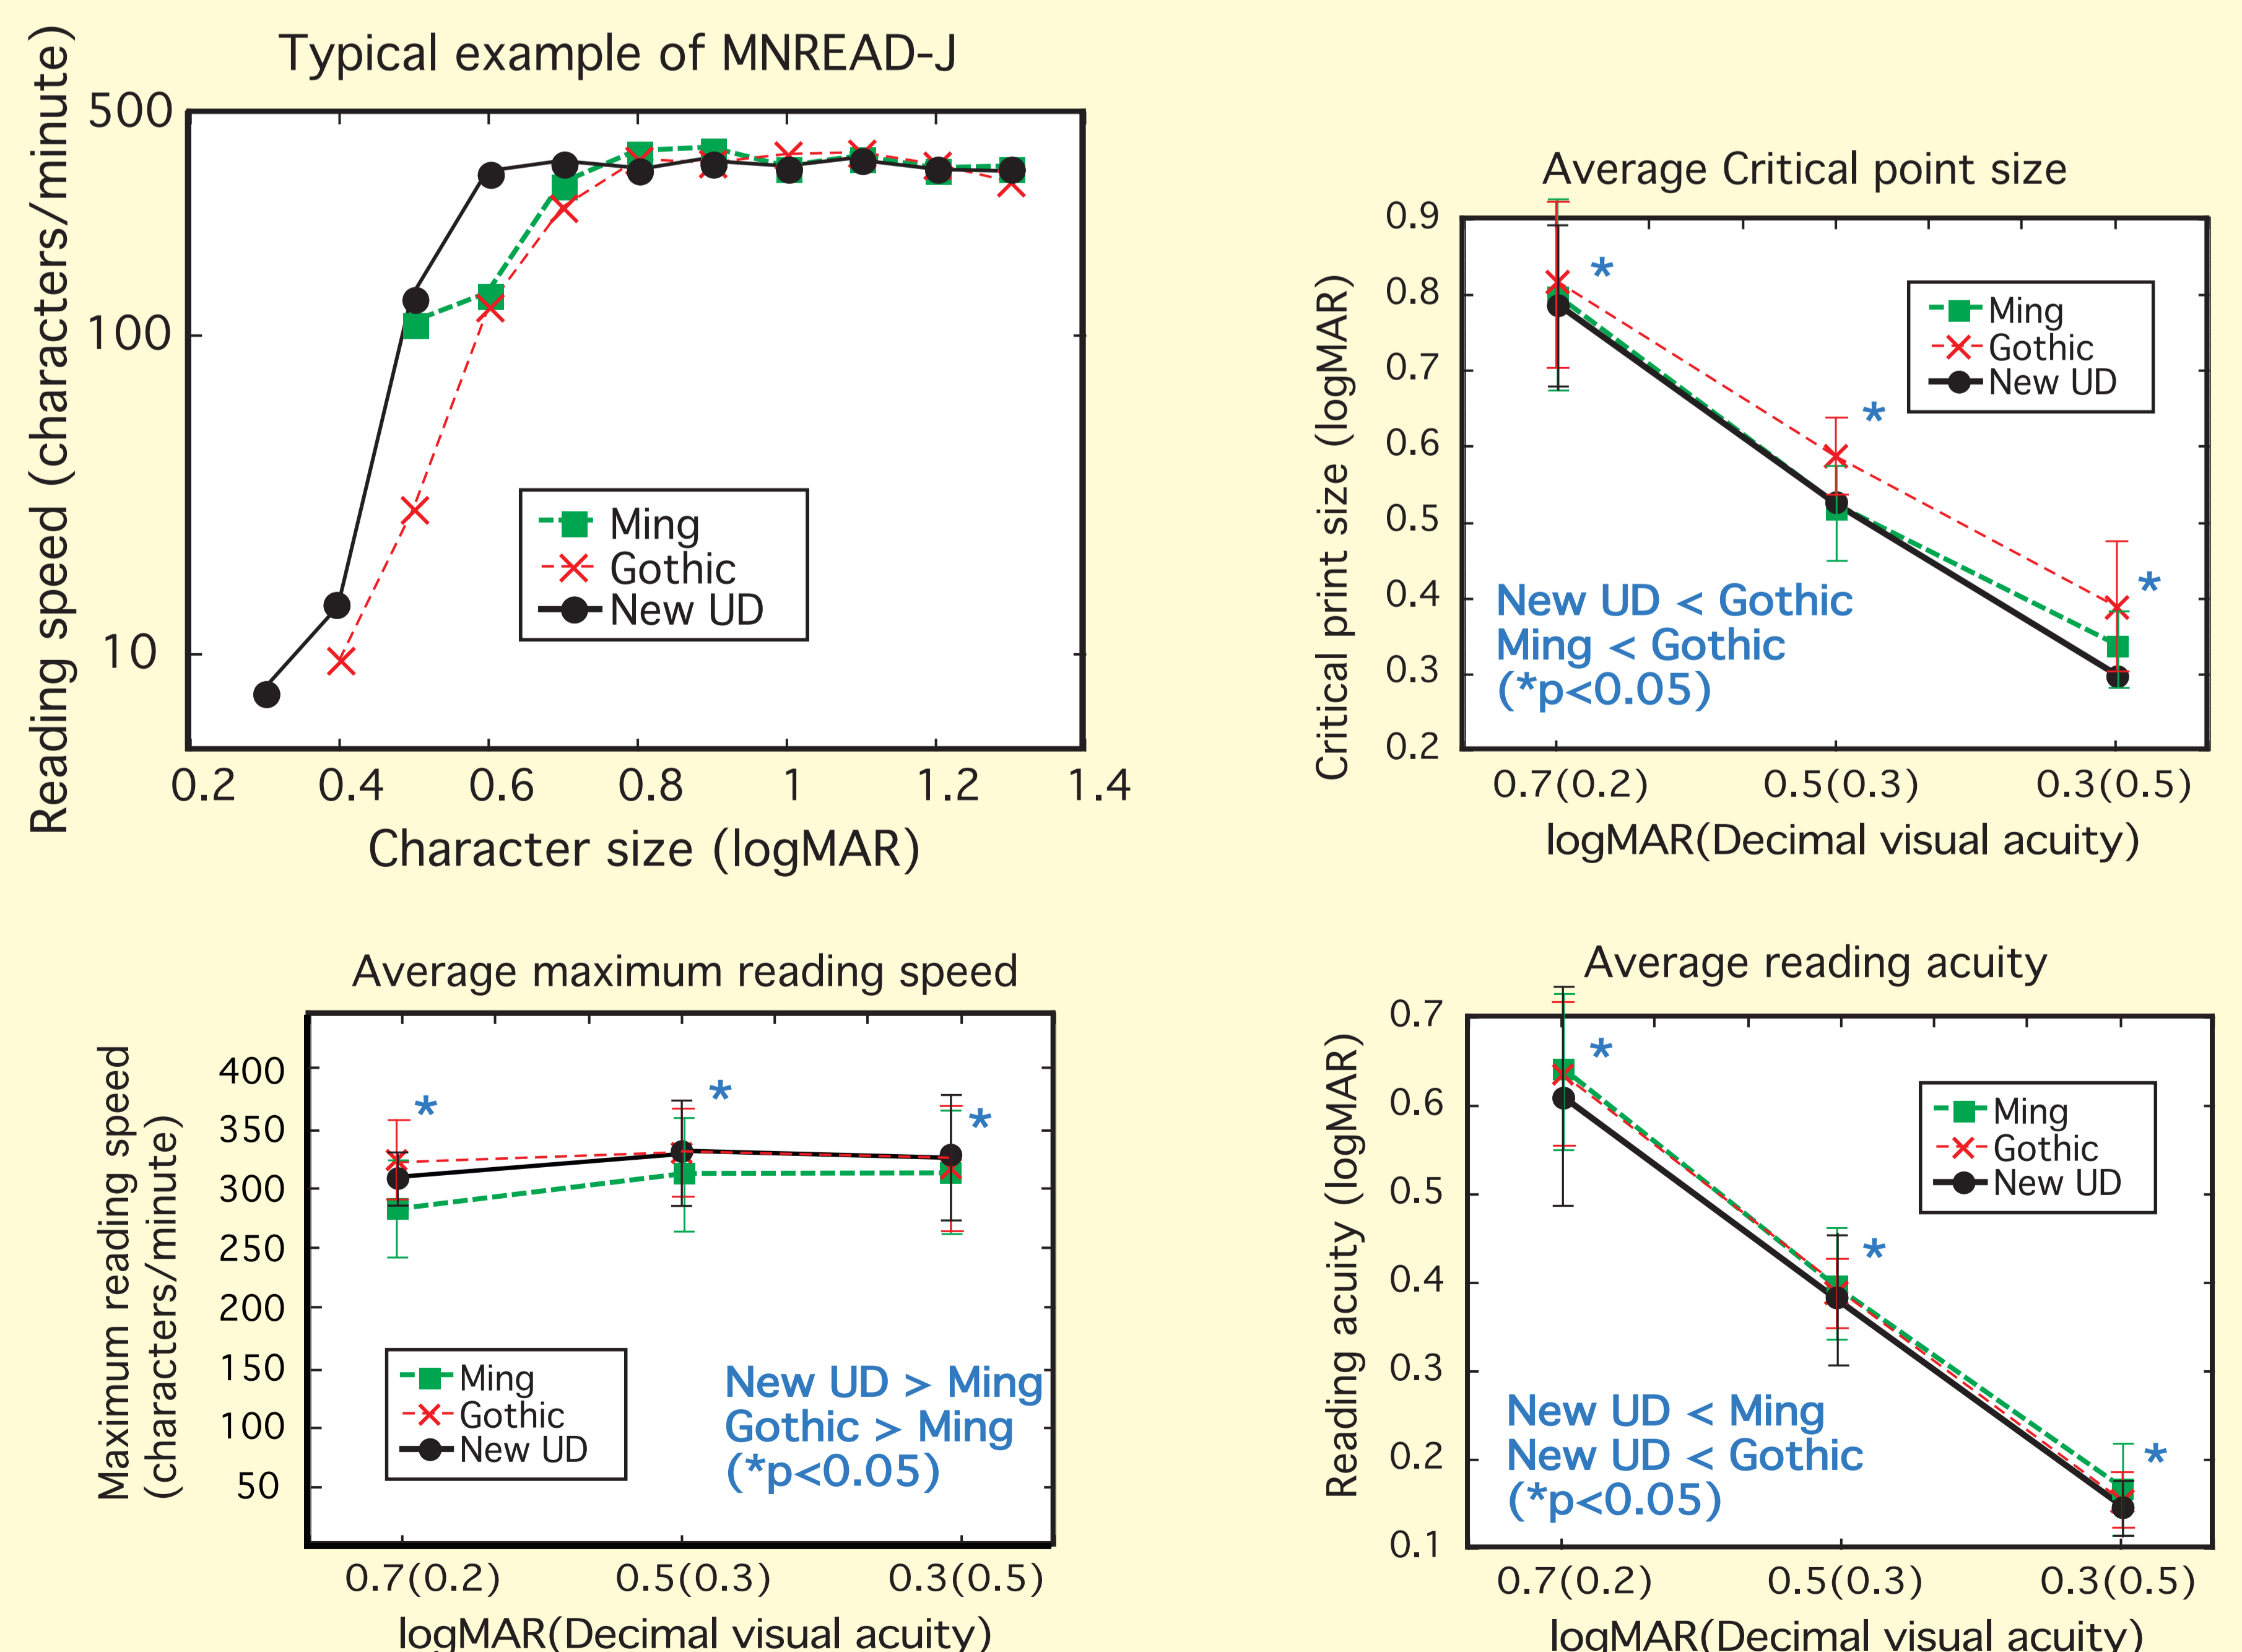 Typical example of MNREAD-J
Reading speed (characters/minute)
500
100
10
Ming
Gothic
New UD
0.2 0.4 0.6 0.8 1 1.2 1.4
Character size (logMAR)
Average Critical point size
Critical print size (logMAR)
0.9
0.8
0.7
0.6
0.5
0.4
0.3
0.2
*
*
*
Ming
Gothic
New UD
New UD < Gothic
Ming < Gothic
(*p<0.05)
0.7(0.2) 0.5(0.3) 0.3(0.5)
logMAR(Decimal visual acuity)
Average maximum reading speed
Maximum reading speed
(characters/minute)
400
350
300
250
200
150
100
50
*
*
*
Ming
Gothic
New UD
New UD > Ming
Gothic > Ming
(*p<0.05)
0.7(0.2) 0.5(0.3) 0.3(0.5)
logMAR(Decimal visual acuity)
Average reading acuity
Reading acuity (logMAR)
0.7
0.6
0.5
0.4
0.3
0.2
0.1
*
*
*
Ming
Gothic
New UD
New UD < Ming
New UD < Gothic
(*p<0.05)
0.7(0.2) 0.5(0.3) 0.3(0.5)
logMAR(Decimal visual acuity)